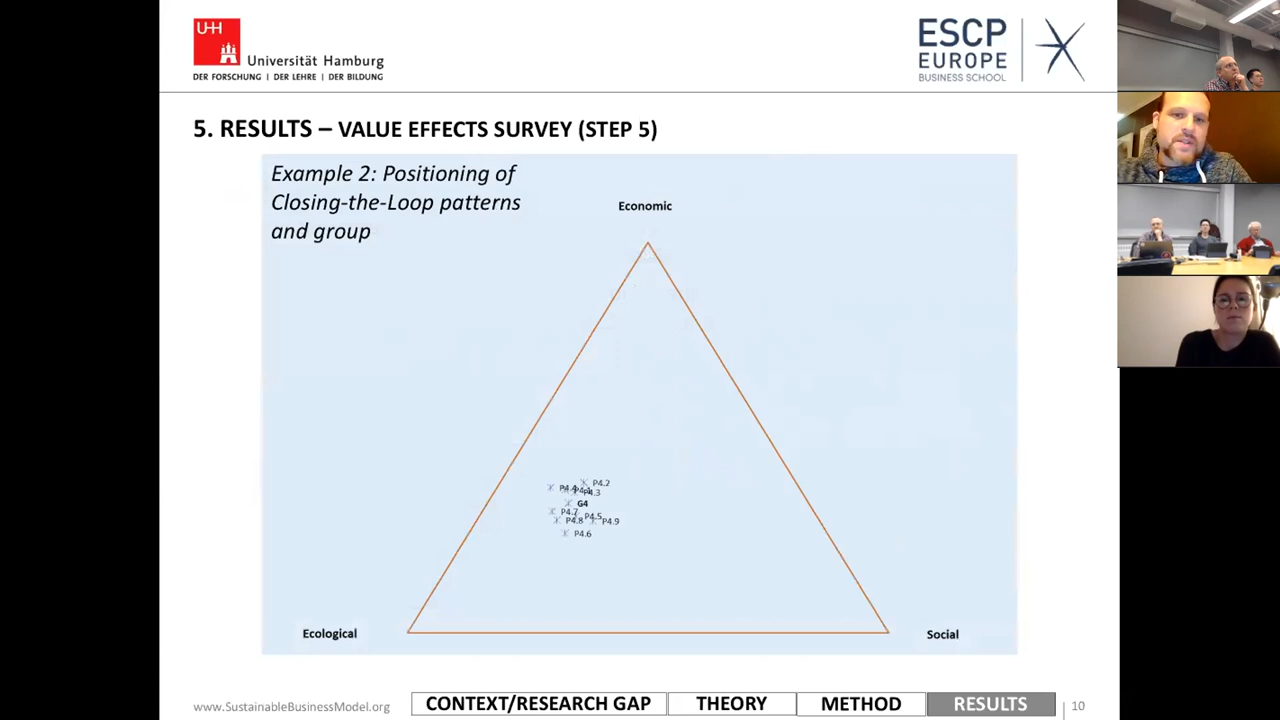 UHH
Universität Hamburg
DER FORSCHUNG | DER LEHRE | DER BILDUNG
ESCP
EUROPE
BUSINESS SCHOOL
5. RESULTS – VALUE EFFECTS SURVEY (STEP 5)
Example 2: Positioning of
Closing-the-Loop patterns
and group
Economic
P4.2
P4.4
P4.1
P4.3
G4
P4.7
P4.5
P4.8
P4.9
P4.6
Ecological
Social
www.SustainableBusinessModel.org
CONTEXT/RESEARCH GAP
THEORY
METHOD
RESULTS
10